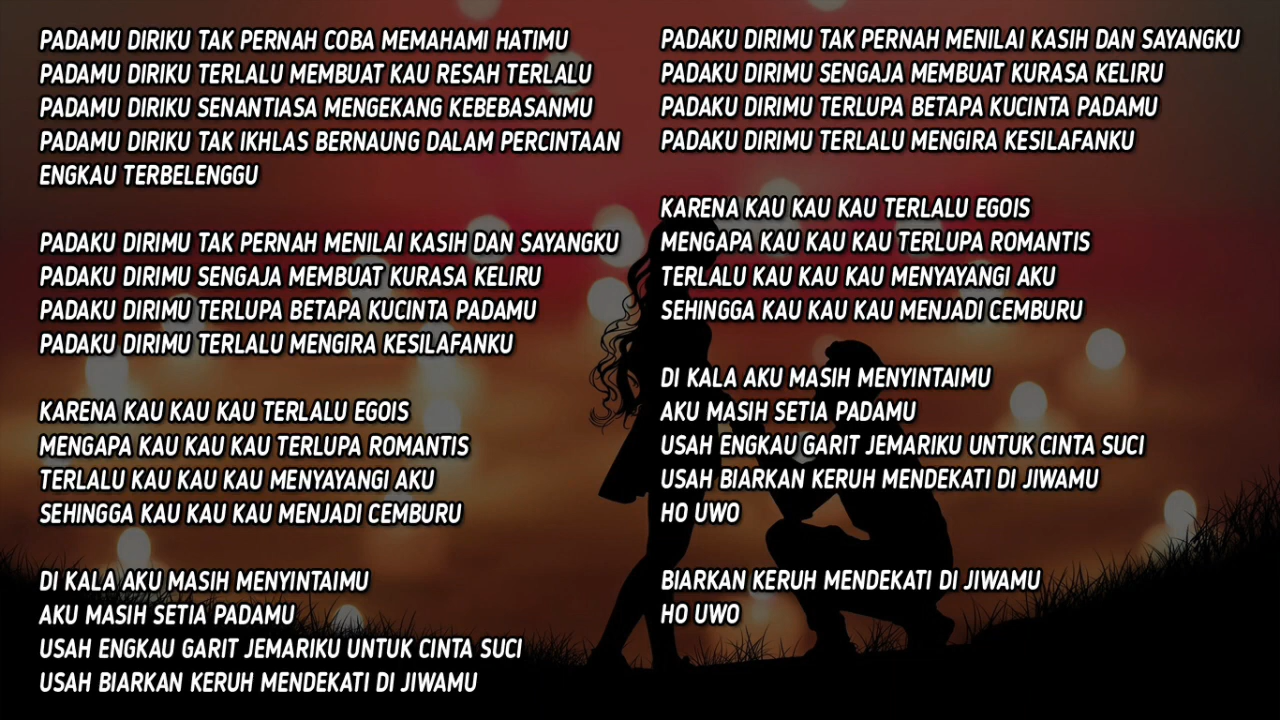 PADAMU DIRIKU TAK PERNAH COBA MEMAHAMI HATIMU
PADAMU DIRIKU TERLALU MEMBUAT KAU RESAH TERLALU
PADAMU DIRIKU SENANTIASA MENGEKANG KEBEBASANMU
PADAMU DIRIKU TAK IKHLAS BERNAUNG DALAM PERCINTAAN
ENGKAU TERBELENGGU
PADAKU DIRIMU TAK PERNAH MENILAI KASIH DAN SAYANGKU
PADAKU DIRIMU SENGAJA MEMBUAT KURASA KELIRU
PADAKU DIRIMU TERLUPA BETAPA KUCINTA PADAMU
PADAKU DIRIMU TERLALU MENGIRA KESILAFANKU
KARENA KAU KAU KAU TERLALU EGOIS
MENGAPA KAU KAU KAU TERLUPA ROMANTIS
TERLALU KAU KAU KAU MENYAYANGI AKU
SEHINGGA KAU KAU KAU MENJADI CEMBURU
DI KALA AKU MASIH MENYINTAIMU
AKU MASIH SETIA PADAMU
USAH ENGKAU GARIT JEMARIKU UNTUK CINTA SUCI
USAH BIARKAN KERUH MENDEKATI DI JIWAMU
PADAKU DIRIMU TAK PERNAH MENILAI KASIH DAN SAYANGKU
PADAKU DIRIMU SENGAJA MEMBUAT KURASA KELIRU
PADAKU DIRIMU TERLUPA BETAPA KUCINTA PADAMU
PADAKU DIRIMU TERLALU MENGIRA KESILAFANKU
KARENA KAU KAU KAU TERLALU EGOIS
MENGAPA KAU KAU KAU TERLUPA ROMANTIS
TERLALU KAU KAU KAU MENYAYANGI AKU
SEHINGGA KAU KAU KAU MENJADI CEMBURU
DI KALA AKU MASIH MENYINTAIMU
AKU MASIH SETIA PADAMU
USAH ENGKAU GARIT JEMARIKU UNTUK CINTA SUCI
USAH BIARKAN KERUH MENDEKATI DI JIWAMU
HO UWO
BIARKAN KERUH MENDEKATI DI JIWAMU
HO UWO